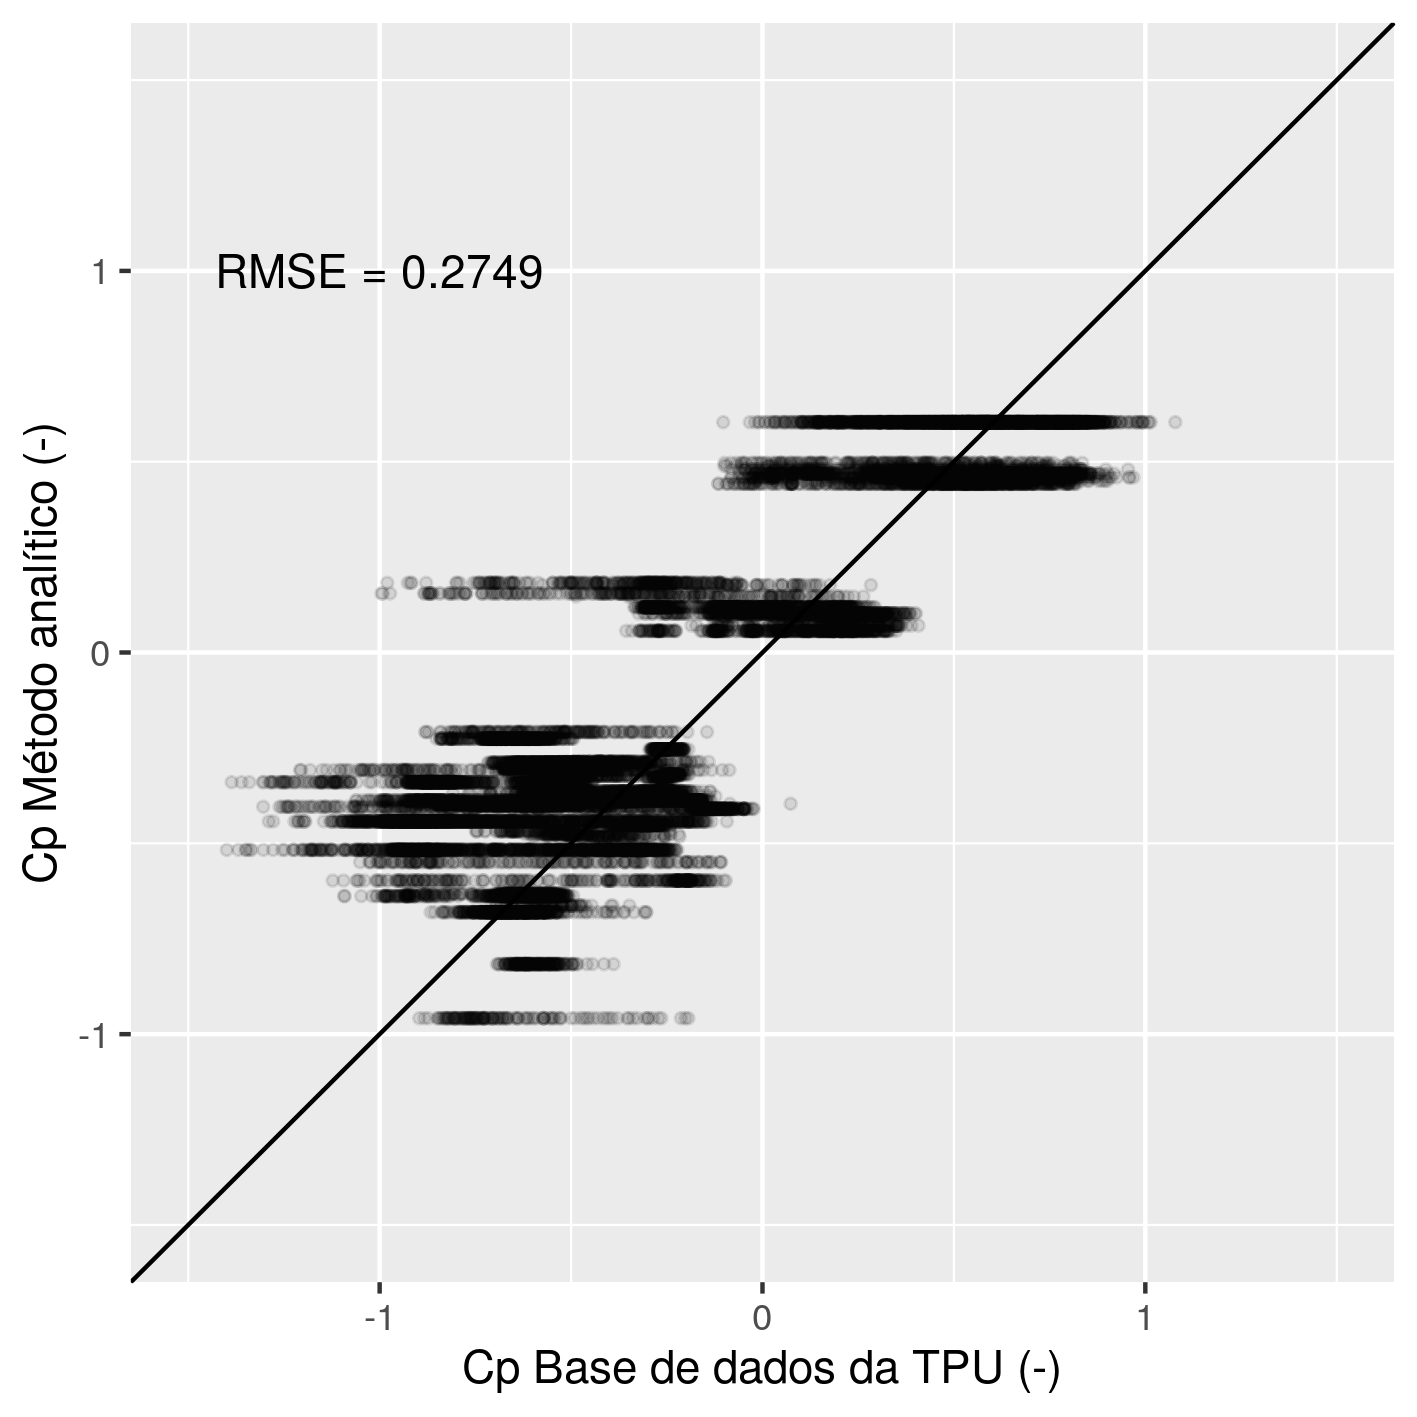 RMSE = 0.2749
Cp Método analítico (-)
1
0
-1
-1
0
1
Cp Base de dados da TPU (-)